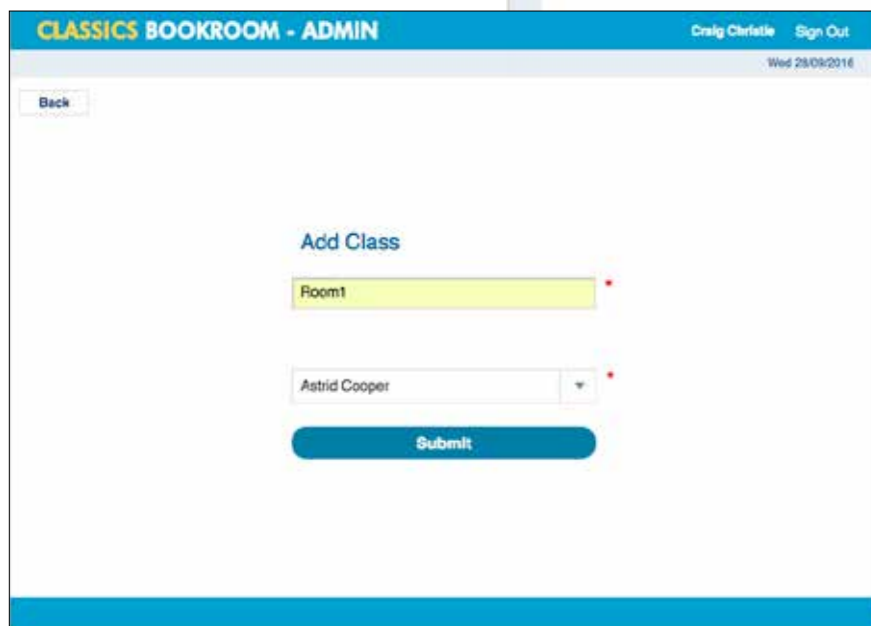 CLASSICS BOOKROOM - ADMIN
Craig Christie Sign Out
Wed 28/09/2016
Back
Add Class
Room1 *
Astrid Cooper *
Submit